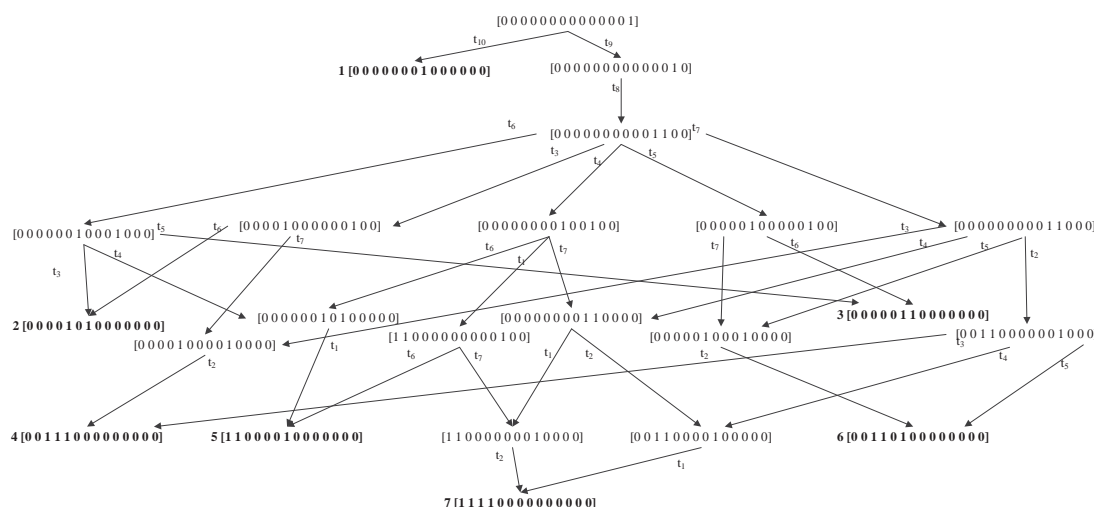 [0 0 0 0 0 0 0 0 0 0 0 0 0 1]
t10
t9
1 [0 0 0 0 0 0 0 1 0 0 0 0 0 0]
[0 0 0 0 0 0 0 0 0 0 0 0 1 0]
t8
t6
[0 0 0 0 0 0 0 0 0 0 1 1 0 0]
t7
t3
t4
t5
[0 0 0 0 0 0 1 0 0 0 1 0 0 0]
t5
t6
[0 0 0 0 1 0 0 0 0 0 0 1 0 0]
[0 0 0 0 0 0 0 0 1 0 0 1 0 0]
[0 0 0 0 0 1 0 0 0 0 0 1 0 0]
t3
[0 0 0 0 0 0 0 0 0 1 1 0 0 0]
t3
t4
t7
t6
t1
t7
t7
t6
t4
t5
t2
2 [0 0 0 0 1 0 1 0 0 0 0 0 0 0]
[0 0 0 0 0 0 1 0 1 0 0 0 0 0]
[0 0 0 0 0 0 0 0 1 1 0 0 0 0]
3 [0 0 0 0 0 1 1 0 0 0 0 0 0 0]
[0 0 0 0 1 0 0 0 0 1 0 0 0 0]
[1 1 0 0 0 0 0 0 0 0 0 1 0 0]
[0 0 0 0 0 1 0 0 0 1 0 0 0 0]
[0 0 1 1 0 0 0 0 0 0 1 0 0 0]
t2
t1
t6
t7
t1
t2
t2
t3
t4
t5
4 [0 0 1 1 1 0 0 0 0 0 0 0 0 0]
5 [1 1 0 0 0 0 1 0 0 0 0 0 0 0]
[1 1 0 0 0 0 0 0 0 1 0 0 0 0]
[0 0 1 1 0 0 0 0 1 0 0 0 0 0]
6 [0 0 1 1 0 1 0 0 0 0 0 0 0 0]
t2
t1
7 [1 1 1 1 0 0 0 0 0 0 0 0 0 0]